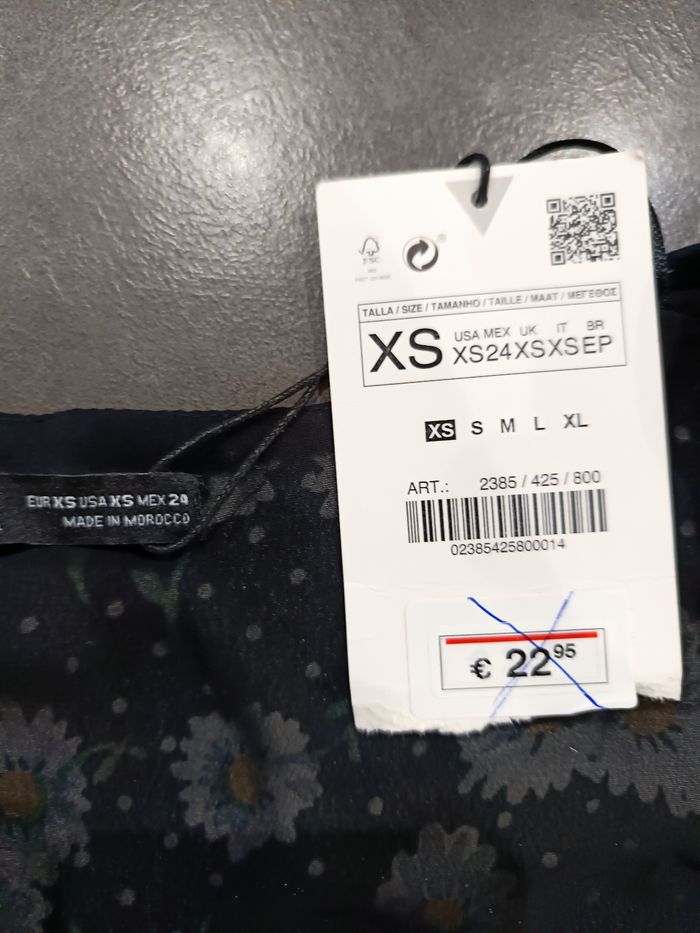 FSC
TALLA / SIZE / TAMANHO / TAILLE / MAAT / ΜΕΓΕΘΟΣ
XS
USA MEX UK IT BR
XS 24 XS XS EP
XS S M L XL
ART.: 2385 / 425 / 800
02385425800014
€ 22 95
EUR XS USA XS MEX 24
MADE IN MOROCCO